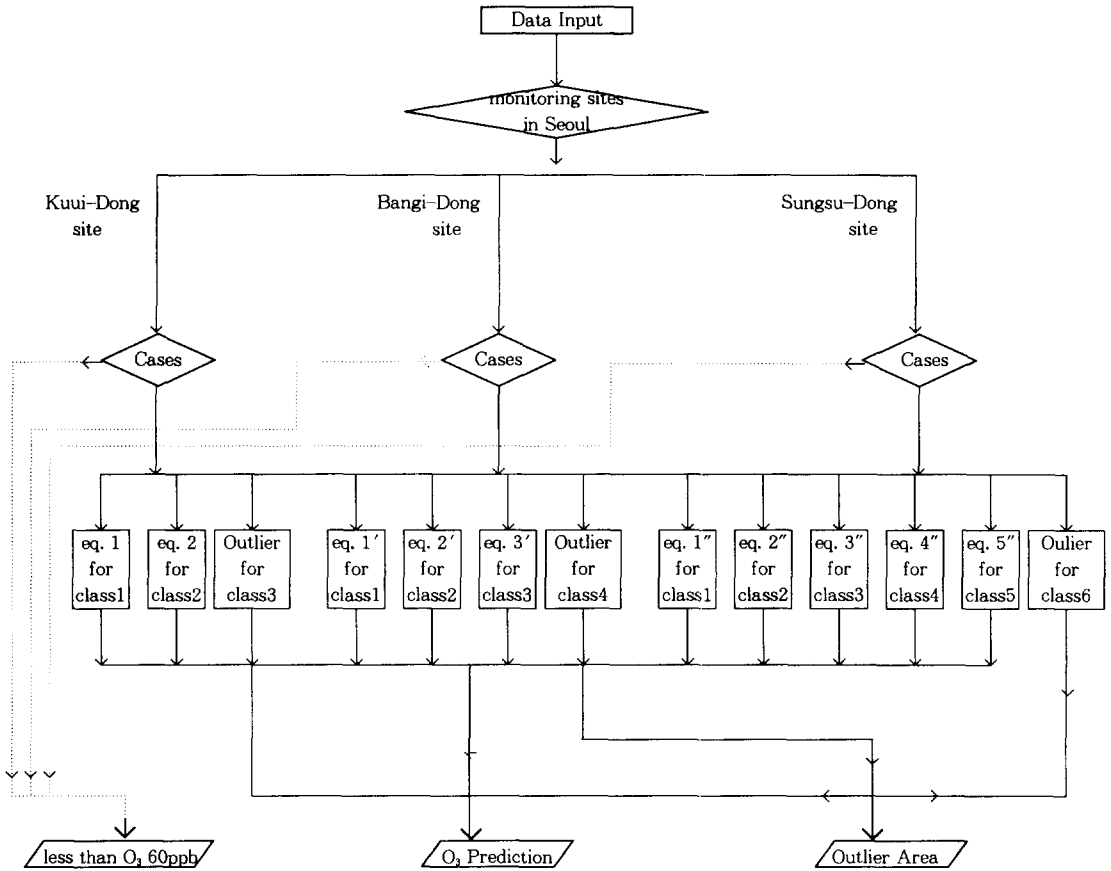 Data Input
monitoring sites
in Seoul
Kuui-Dong
site
Bangi-Dong
site
Sungsu-Dong
site
Cases
Cases
Cases
eq. 1
for
class1
eq. 2
for
class2
Outlier
for
class3
eq. 1′
for
class1
eq. 2′
for
class2
eq. 3′
for
class3
Outlier
for
class4
eq. 1″
for
class1
eq. 2″
for
class2
eq. 3″
for
class3
eq. 4″
for
class4
eq. 5″
for
class5
Oulier
for
class6
less than O₃ 60ppb
O₃ Prediction
Outlier Area